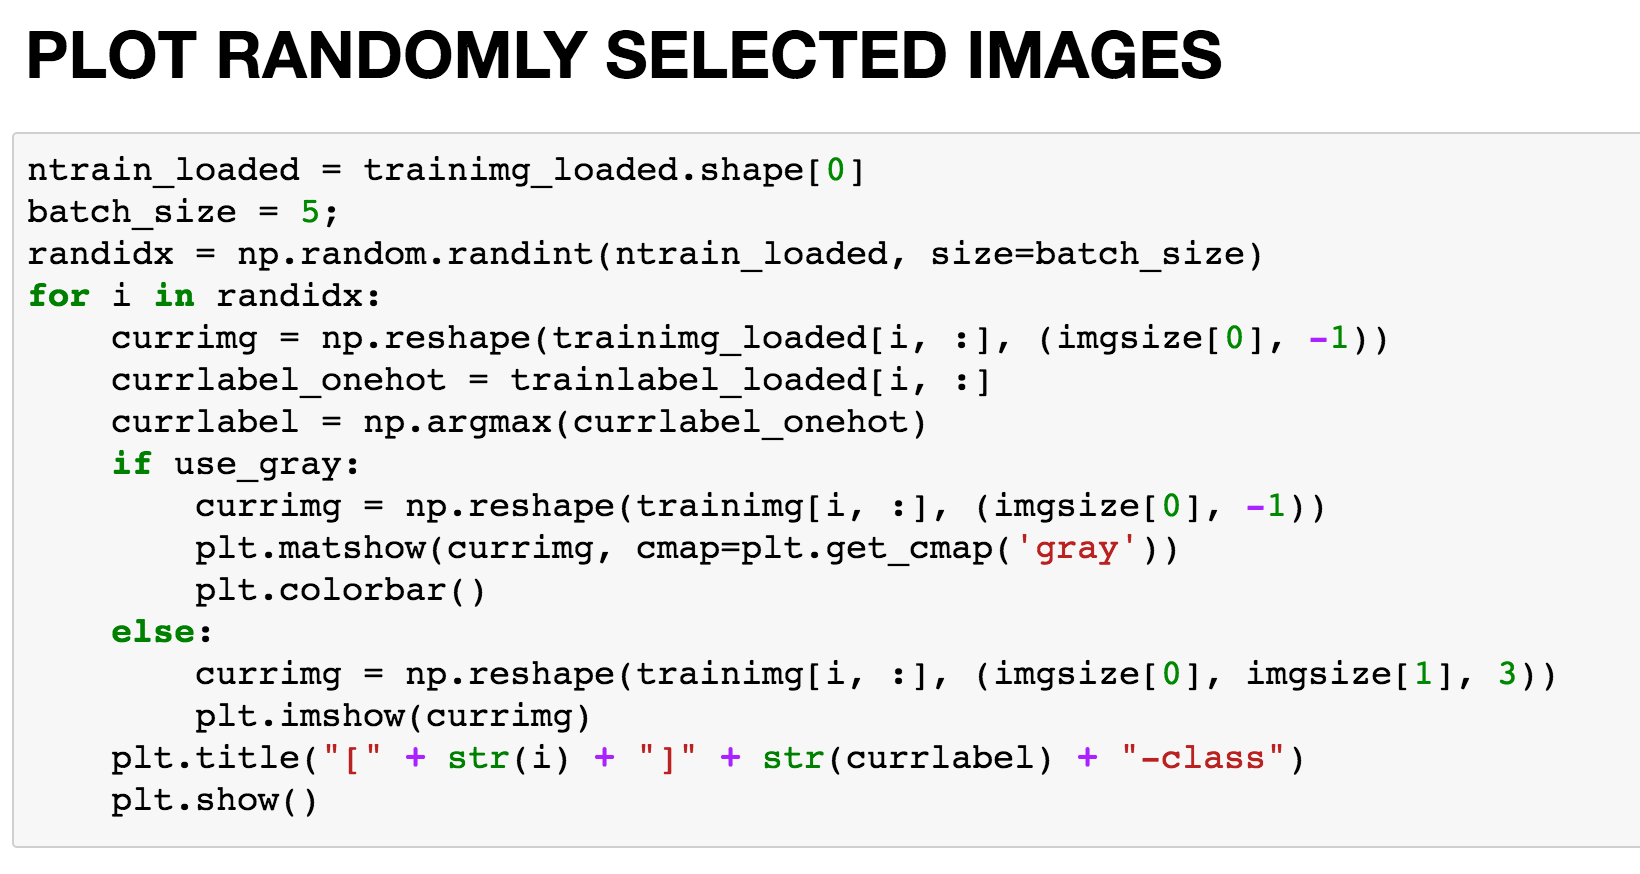 PLOT RANDOMLY SELECTED IMAGES
ntrain_loaded = trainimg_loaded.shape[0]
batch_size = 5;
randidx = np.random.randint(ntrain_loaded, size=batch_size)
for i in randidx:
    currimg = np.reshape(trainimg_loaded[i, :], (imgsize[0], -1))
    currlabel_onehot = trainlabel_loaded[i, :]
    currlabel = np.argmax(currlabel_onehot)
    if use_gray:
        currimg = np.reshape(trainimg[i, :], (imgsize[0], -1))
        plt.matshow(currimg, cmap=plt.get_cmap('gray'))
        plt.colorbar()
    else:
        currimg = np.reshape(trainimg[i, :], (imgsize[0], imgsize[1], 3))
        plt.imshow(currimg)
    plt.title("[" + str(i) + "]" + str(currlabel) + "-class")
    plt.show()